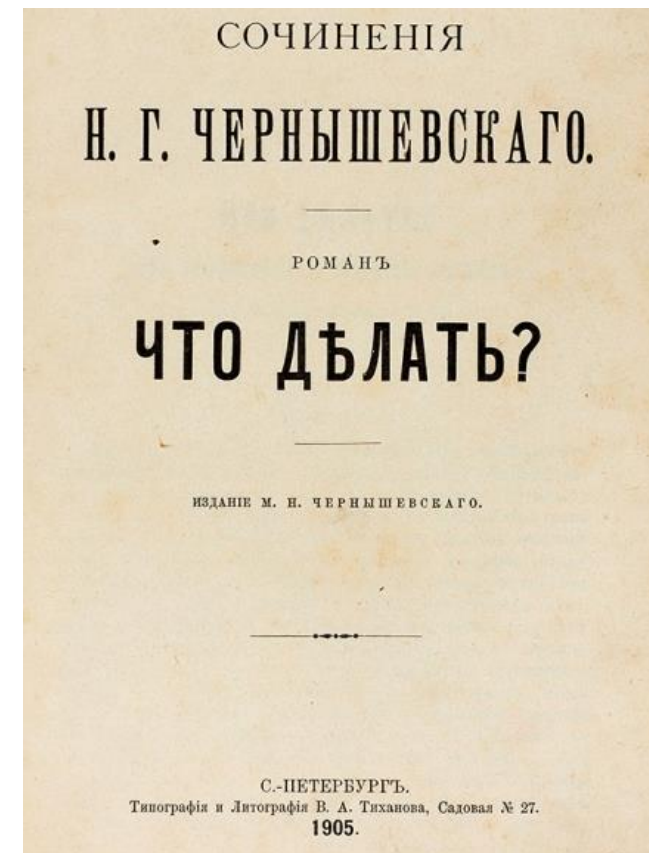 СОЧИНЕНІЯ
Н. Г. ЧЕРНЫШЕВСКАГО.
РОМАНЪ
ЧТО ДѢЛАТЬ?
ИЗДАНІЕ М. Н. ЧЕРНЫШЕВСКАГО.
С.-ПЕТЕРБУРГЪ.
Типографія и Литографія В. А. Тиханова, Садовая № 27.
1905.